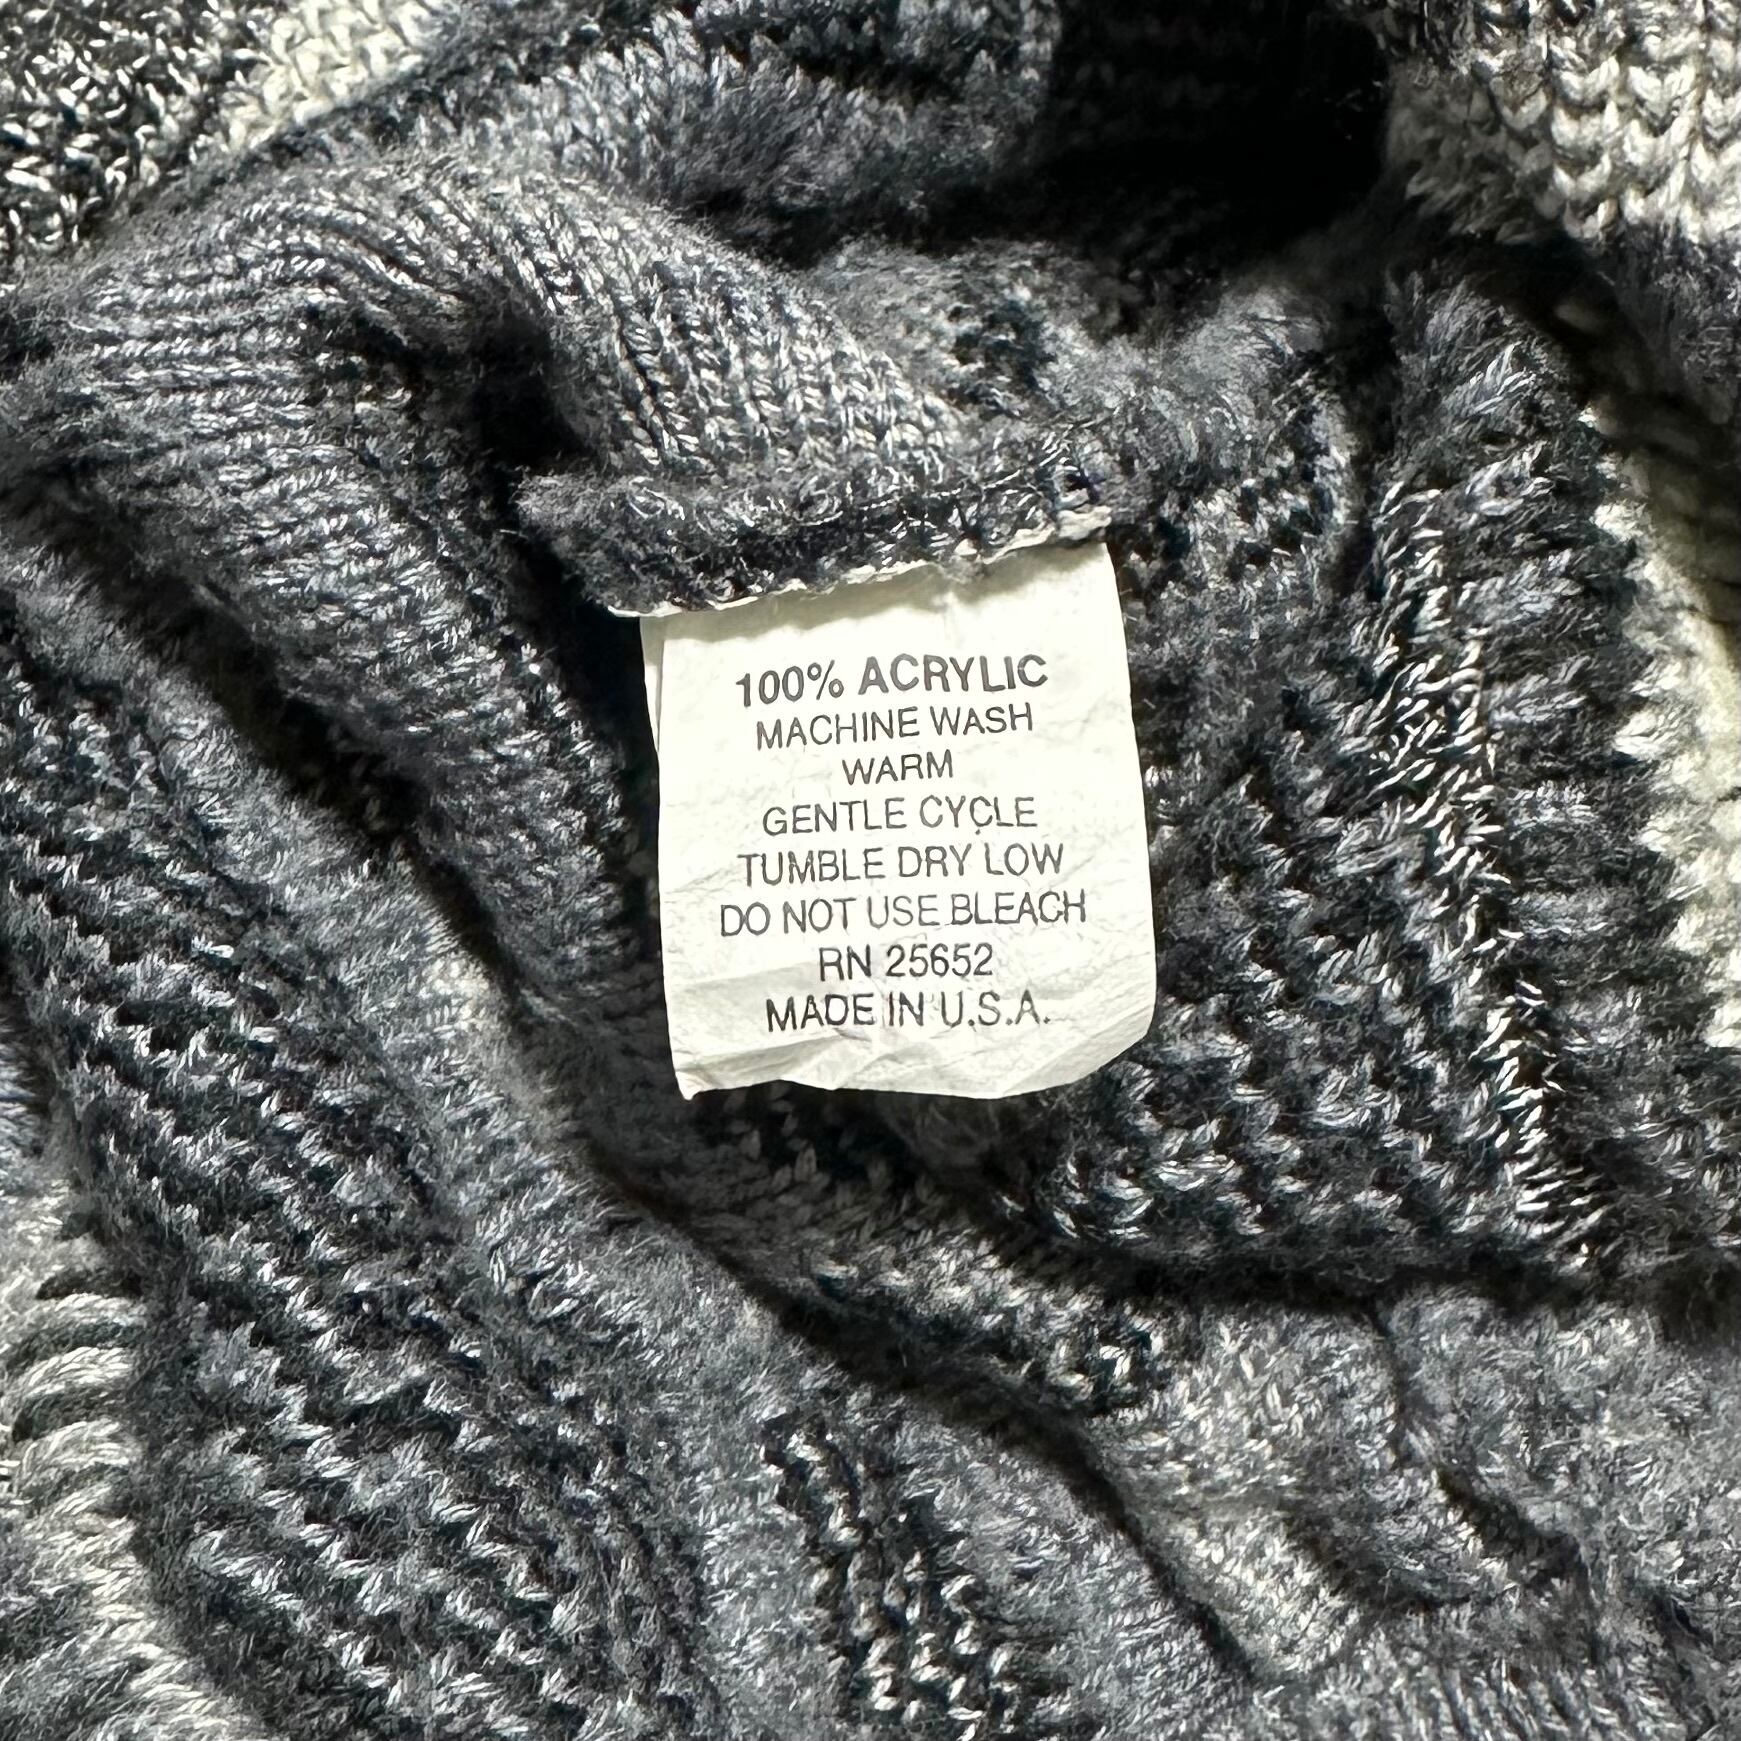 100% ACRYLIC
MACHINE WASH
WARM
GENTLE CYCLE
TUMBLE DRY LOW
DO NOT USE BLEACH
RN 25652
MADE IN U.S.A.